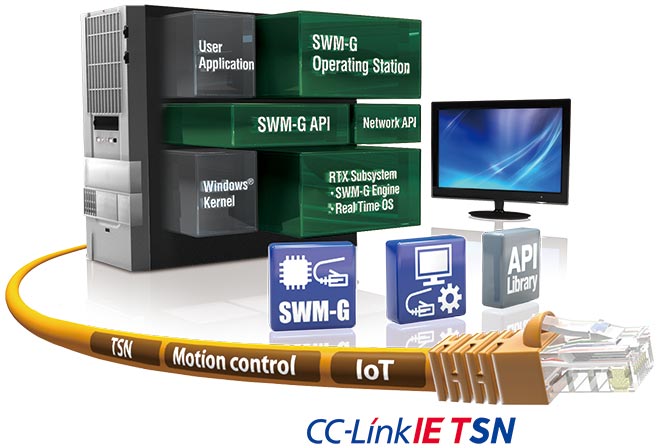 User
Application
SWM-G
Operating Station
SWM-G API
Network API
Windows®
Kernel
RTX Subsystem
・SWM-G Engine
・Real Time OS
SWM-G
API
Library
TSN
Motion control
IoT
CC-Link IE TSN